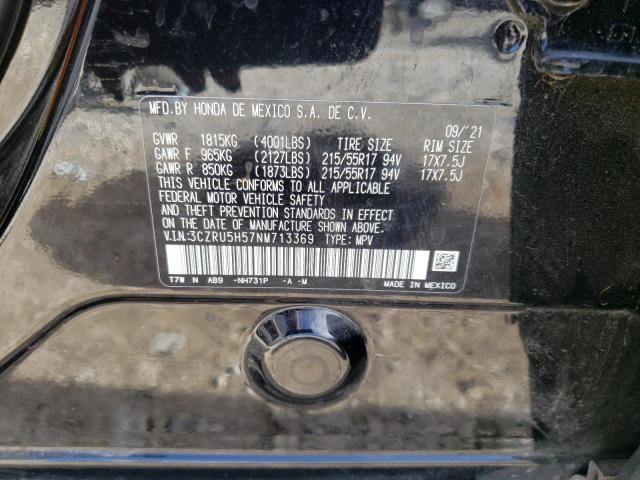 MFD.BY HONDA DE MEXICO S.A. DE C.V.
09/'21
GVWR 1815KG (4001LBS) TIRE SIZE RIM SIZE
GAWR F 965KG (2127LBS) 215/55R17 94V 17X7.5J
GAWR R 850KG (1873LBS) 215/55R17 94V 17X7.5J
THIS VEHICLE CONFORMS TO ALL APPLICABLE
FEDERAL MOTOR VEHICLE SAFETY
AND THEFT PREVENTION STANDARDS IN EFFECT
ON THE DATE OF MANUFACTURE SHOWN ABOVE.
V.IN.:3CZRU5H57NM713369 TYPE: MPV
T7W N AB9 -NH731P -A -M MADE IN MEXICO